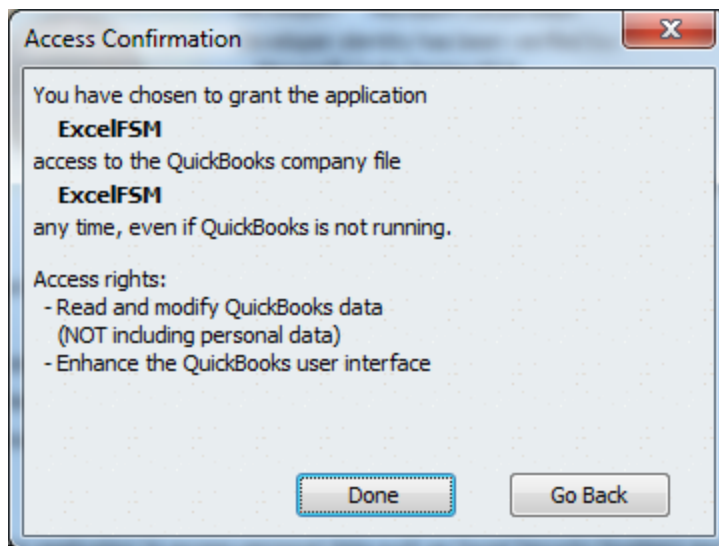 Access Confirmation
You have chosen to grant the application
ExcelFSM
access to the QuickBooks company file
ExcelFSM
any time, even if QuickBooks is not running.
Access rights:
- Read and modify QuickBooks data
(NOT including personal data)
- Enhance the QuickBooks user interface
Done
Go Back